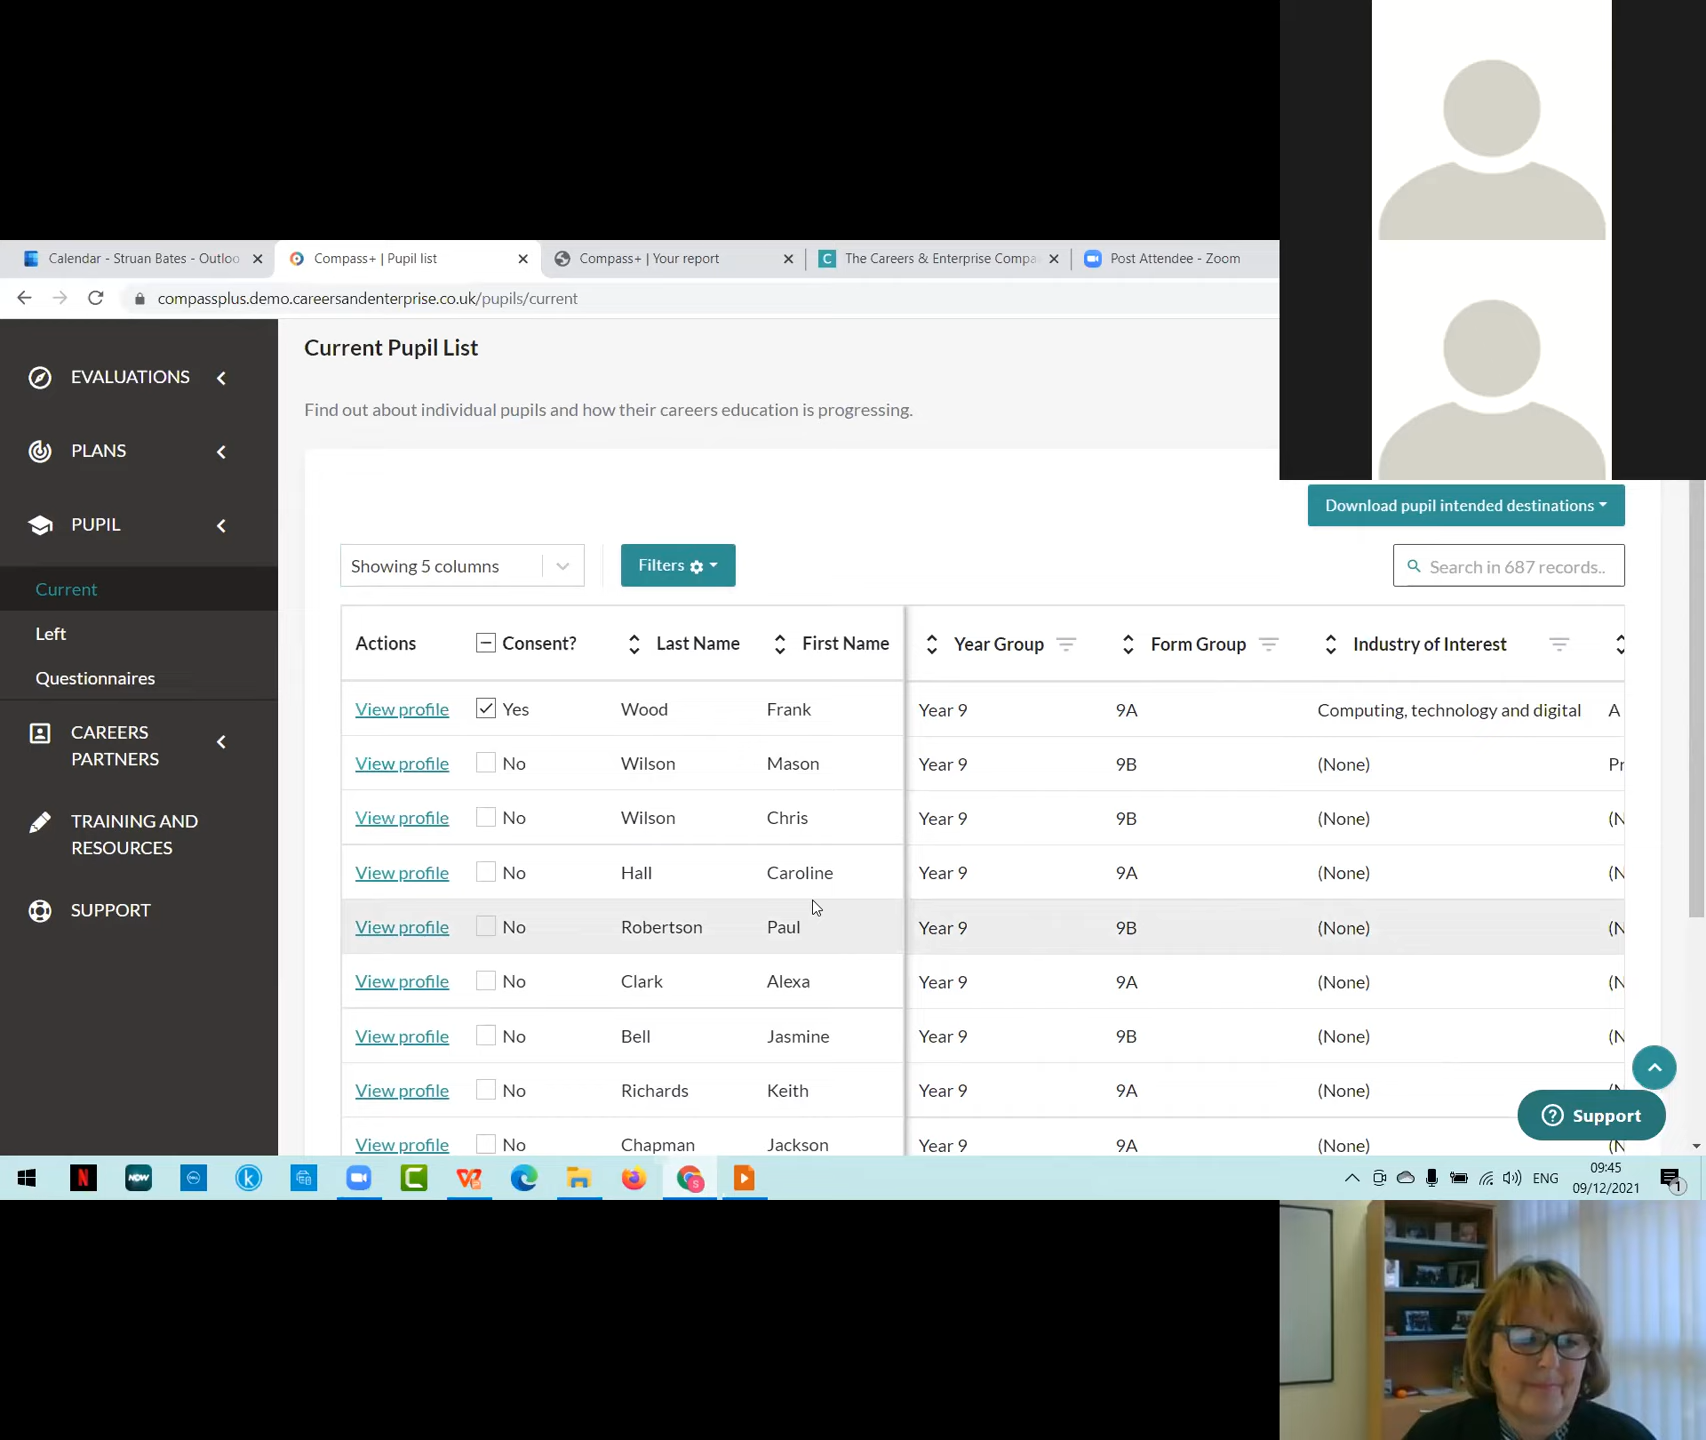 Calendar - Struan Bates - Outloo
Compass+ | Pupil list
Compass+ | Your report
C The Careers & Enterprise Compa
Post Attendee - Zoom
compassplus.demo.careersandenterprise.co.uk/pupils/current
EVALUATIONS
PLANS
PUPIL
Current
Left
Questionnaires
CAREERS
PARTNERS
TRAINING AND
RESOURCES
SUPPORT
Current Pupil List
Find out about individual pupils and how their careers education is progressing.
Download pupil intended destinations
Showing 5 columns
Filters
Search in 687 records..
Actions Consent? Last Name First Name Year Group Form Group Industry of Interest
View profile Yes Wood Frank Year 9 9A Computing, technology and digital A
View profile No Wilson Mason Year 9 9B (None) Pr
View profile No Wilson Chris Year 9 9B (None) (N
View profile No Hall Caroline Year 9 9A (None) (N
View profile No Robertson Paul Year 9 9B (None) (N
View profile No Clark Alexa Year 9 9A (None) (N
View profile No Bell Jasmine Year 9 9B (None) (N
View profile No Richards Keith Year 9 9A (None) (N
View profile No Chapman Jackson Year 9 9A (None)
Support
N
NOW
k
C
S
ENG
09:45
09/12/2021
1